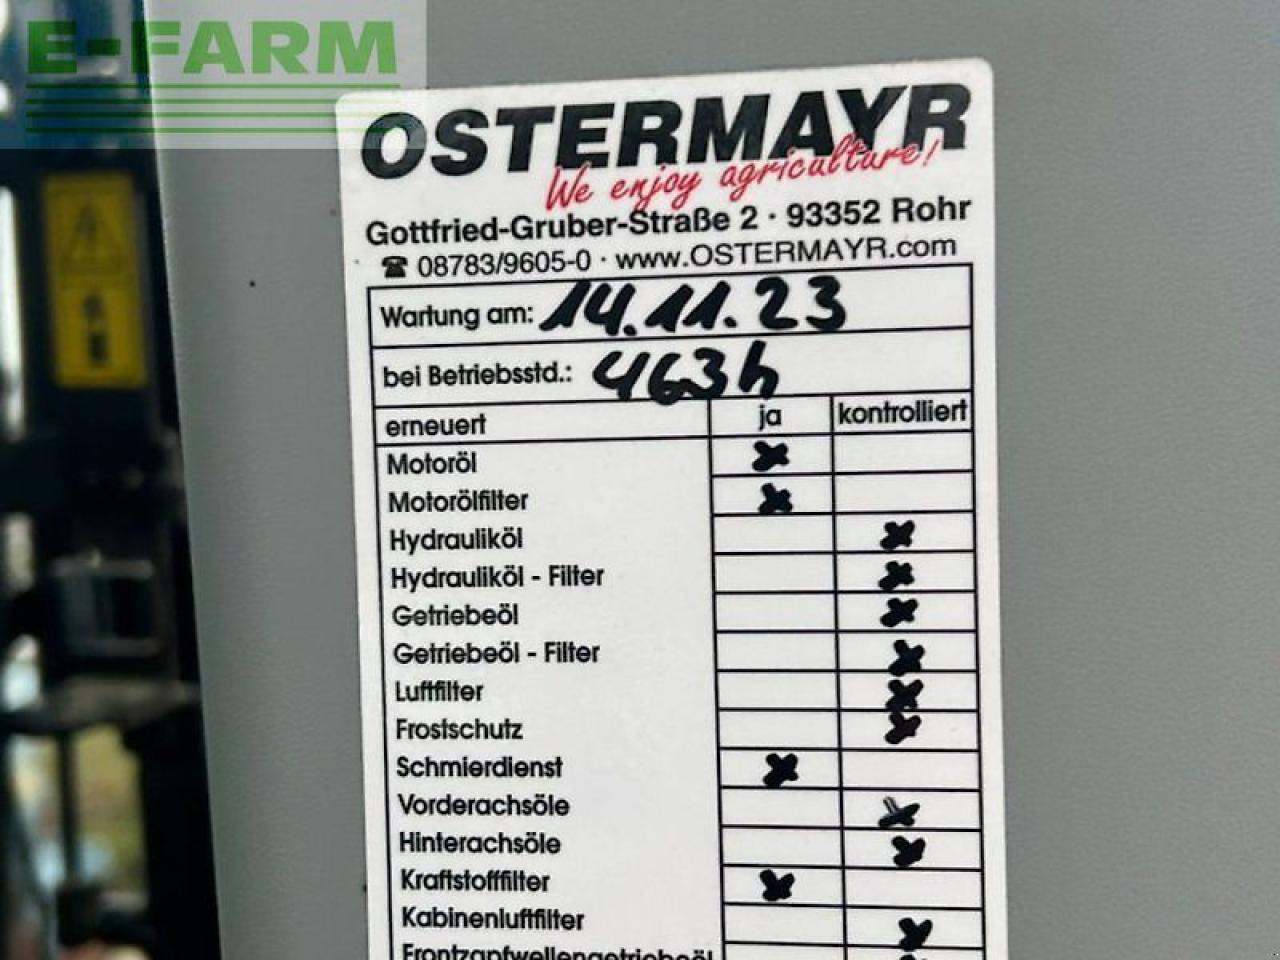 E-FARM
OSTERMAYR
We enjoy agriculture!
Gottfried-Gruber-Straße 2 · 93352 Rohr
☎ 08783/9605-0 · www.OSTERMAYR.com
Wartung am: 14.11.23
bei Betriebsstd.: 463h
erneuert ja kontrolliert
Motoröl x
Motorölfilter x
Hydrauliköl x
Hydrauliköl - Filter x
Getriebeöl x
Getriebeöl - Filter x
Luftfilter x
Frostschutz x
Schmierdienst x
Vorderachsöle x
Hinterachsöle x
Kraftstofffilter x
Kabinenluftfilter x
Frontzapfwellengetriebeöl